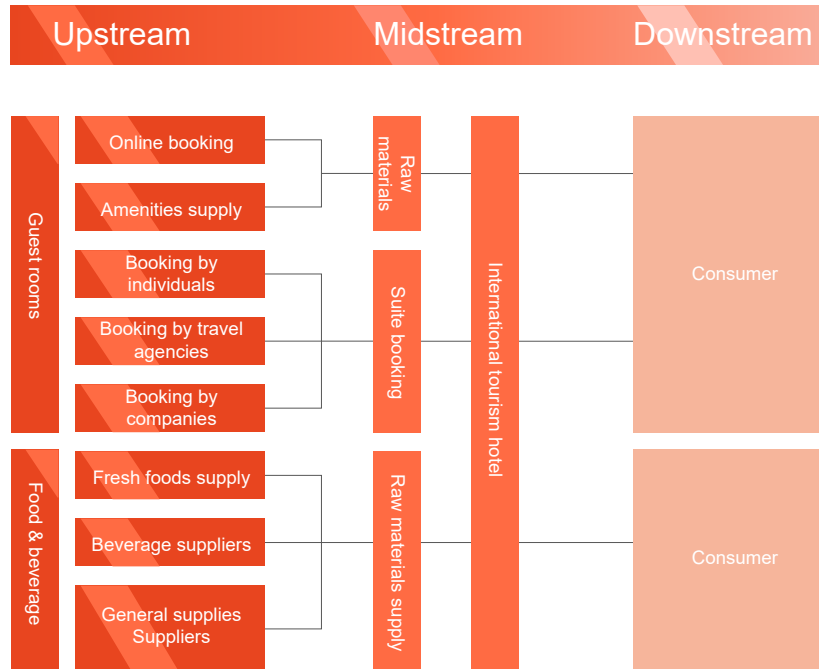 Upstream
Midstream
Downstream
Guest rooms
Online booking
Amenities supply
Booking by
individuals
Booking by travel
agencies
Booking by
companies
Raw
materials
Suite booking
International tourism hotel
Consumer
Food & beverage
Fresh foods supply
Beverage suppliers
General supplies
Suppliers
Raw materials supply
Consumer